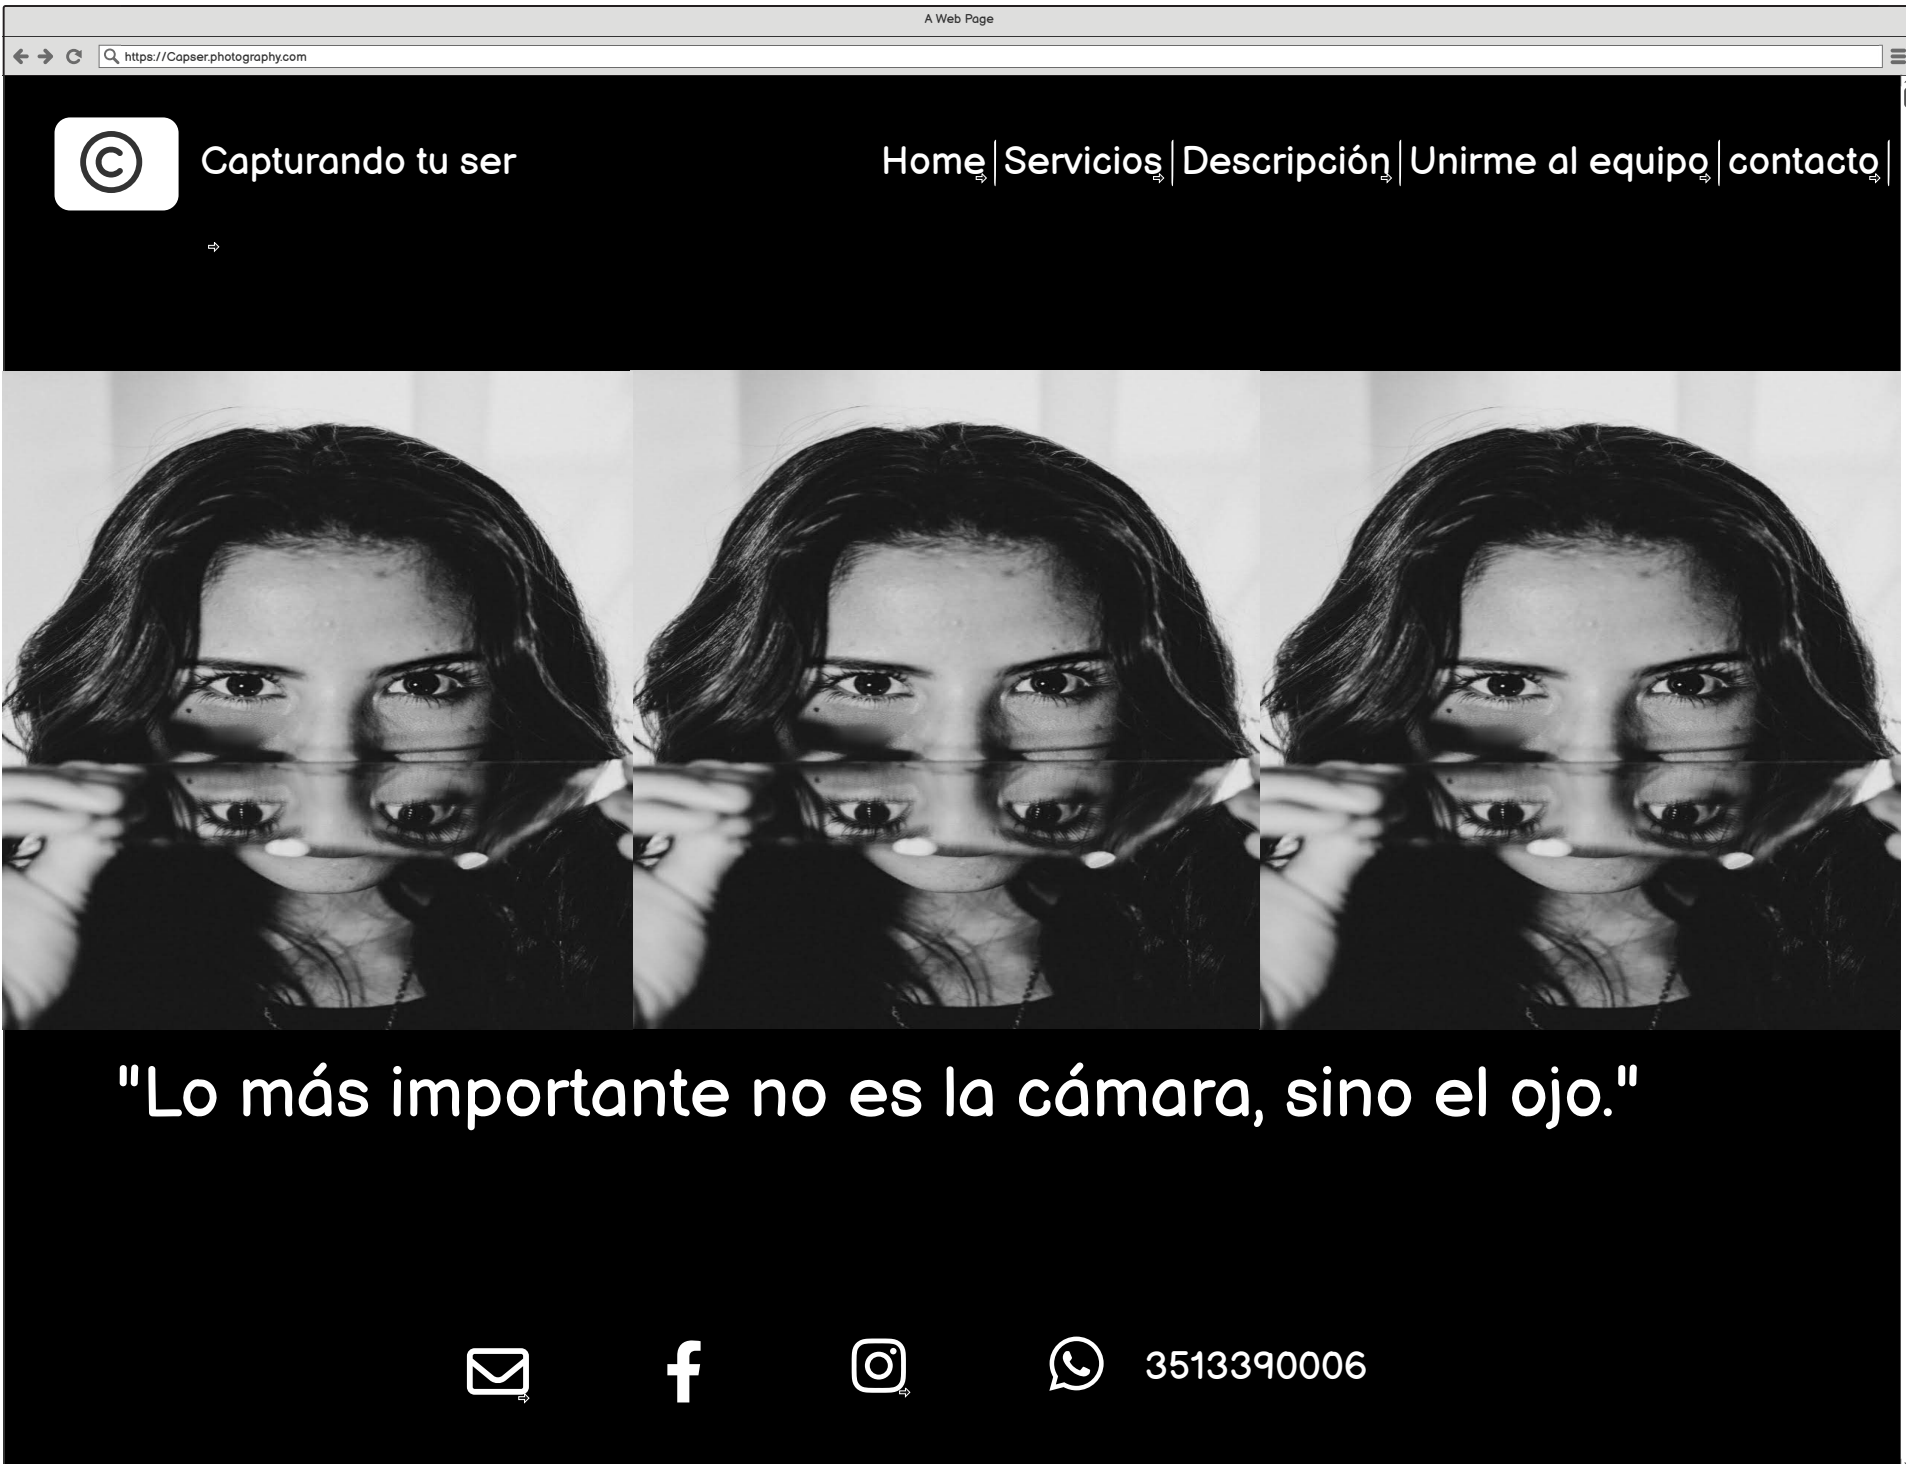 A Web Page
https://Capser.photography.com
©
Capturando tu ser
Home
Servicios
Descripción
Unirme al equipo
contacto
"Lo más importante no es la cámara, sino el ojo."
3513390006